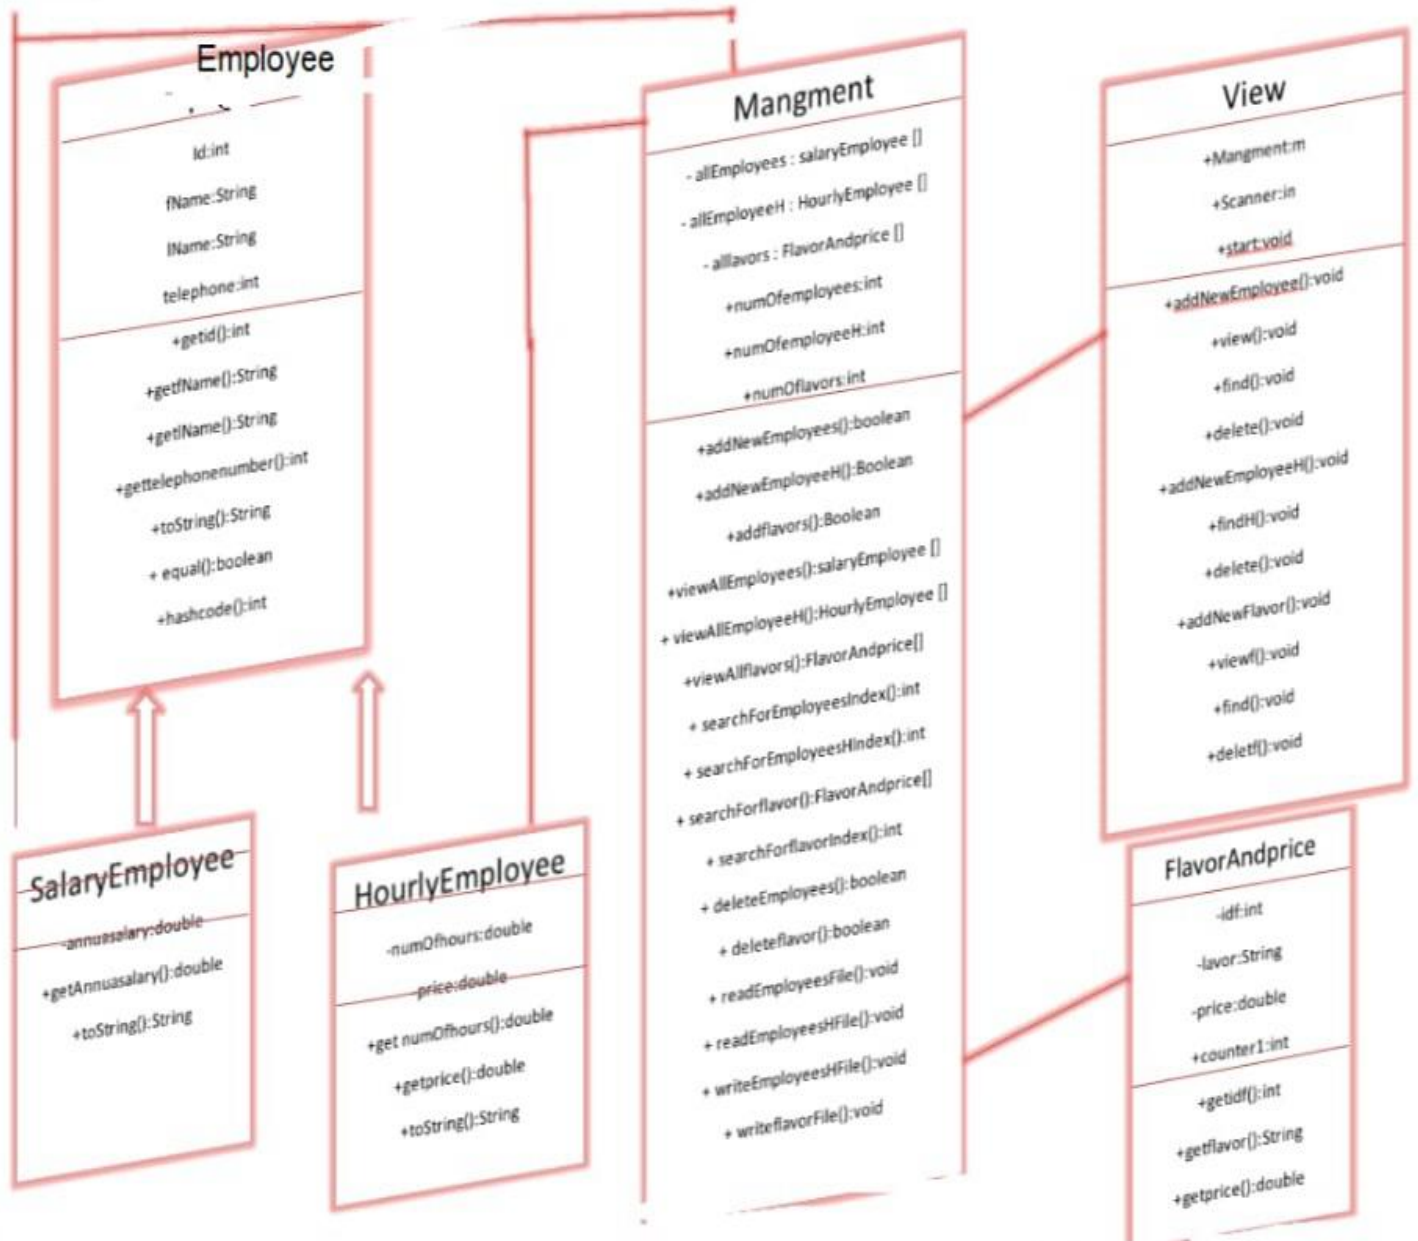 Employee
Id:int
fName:String
lName:String
telephone:int
+getid():int
+getfName():String
+getlName():String
+gettelephonenumber():int
+toString():String
+ equal():boolean
+hashcode():int
SalaryEmployee
-annuasalary:double
+getAnnuasalary():double
+toString():String
HourlyEmployee
-numOfhours:double
-price:double
+get numOfhours():double
+getprice():double
+toString():String
Mangment
- allEmployees : salaryEmployee []
- allEmployeeH : HourlyEmployee []
- alllavors : FlavorAndprice []
+numOfemployees:int
+numOfemployeeH:int
+numOflavors:int
+addNewEmployees():boolean
+addNewEmployeeH():Boolean
+addflavors():Boolean
+viewAllEmployees():salaryEmployee []
+ viewAllEmployeeH():HourlyEmployee []
+viewAllflavors():FlavorAndprice[]
+ searchForEmployeesIndex():int
+ searchForEmployeesHIndex():int
+ searchForflavor():FlavorAndprice[]
+ searchForflavorIndex():int
+ deleteEmployees():boolean
+ deleteflavor():boolean
+ readEmployeesFile():void
+ readEmployeesHFile():void
+ writeEmployeesHFile():void
+ writeflavorFile():void
View
+Mangment:m
+Scanner:in
+start:void
+addNewEmployee():void
+view():void
+find():void
+delete():void
+addNewEmployeeH():void
+findH():void
+delete():void
+addNewFlavor():void
+viewf():void
+find():void
+deletf():void
FlavorAndprice
-idf:int
-lavor:String
-price:double
+counter1:int
+getidf():int
+getflavor():String
+getprice():double